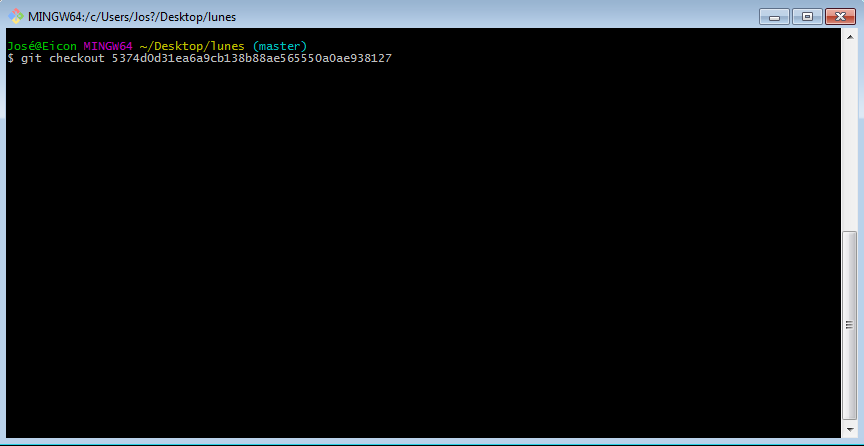 MINGW64:/c/Users/Jos?/Desktop/lunes
José@Eicon MINGW64 ~/Desktop/lunes (master)
$ git checkout 5374d0d31ea6a9cb138b88ae565550a0ae938127